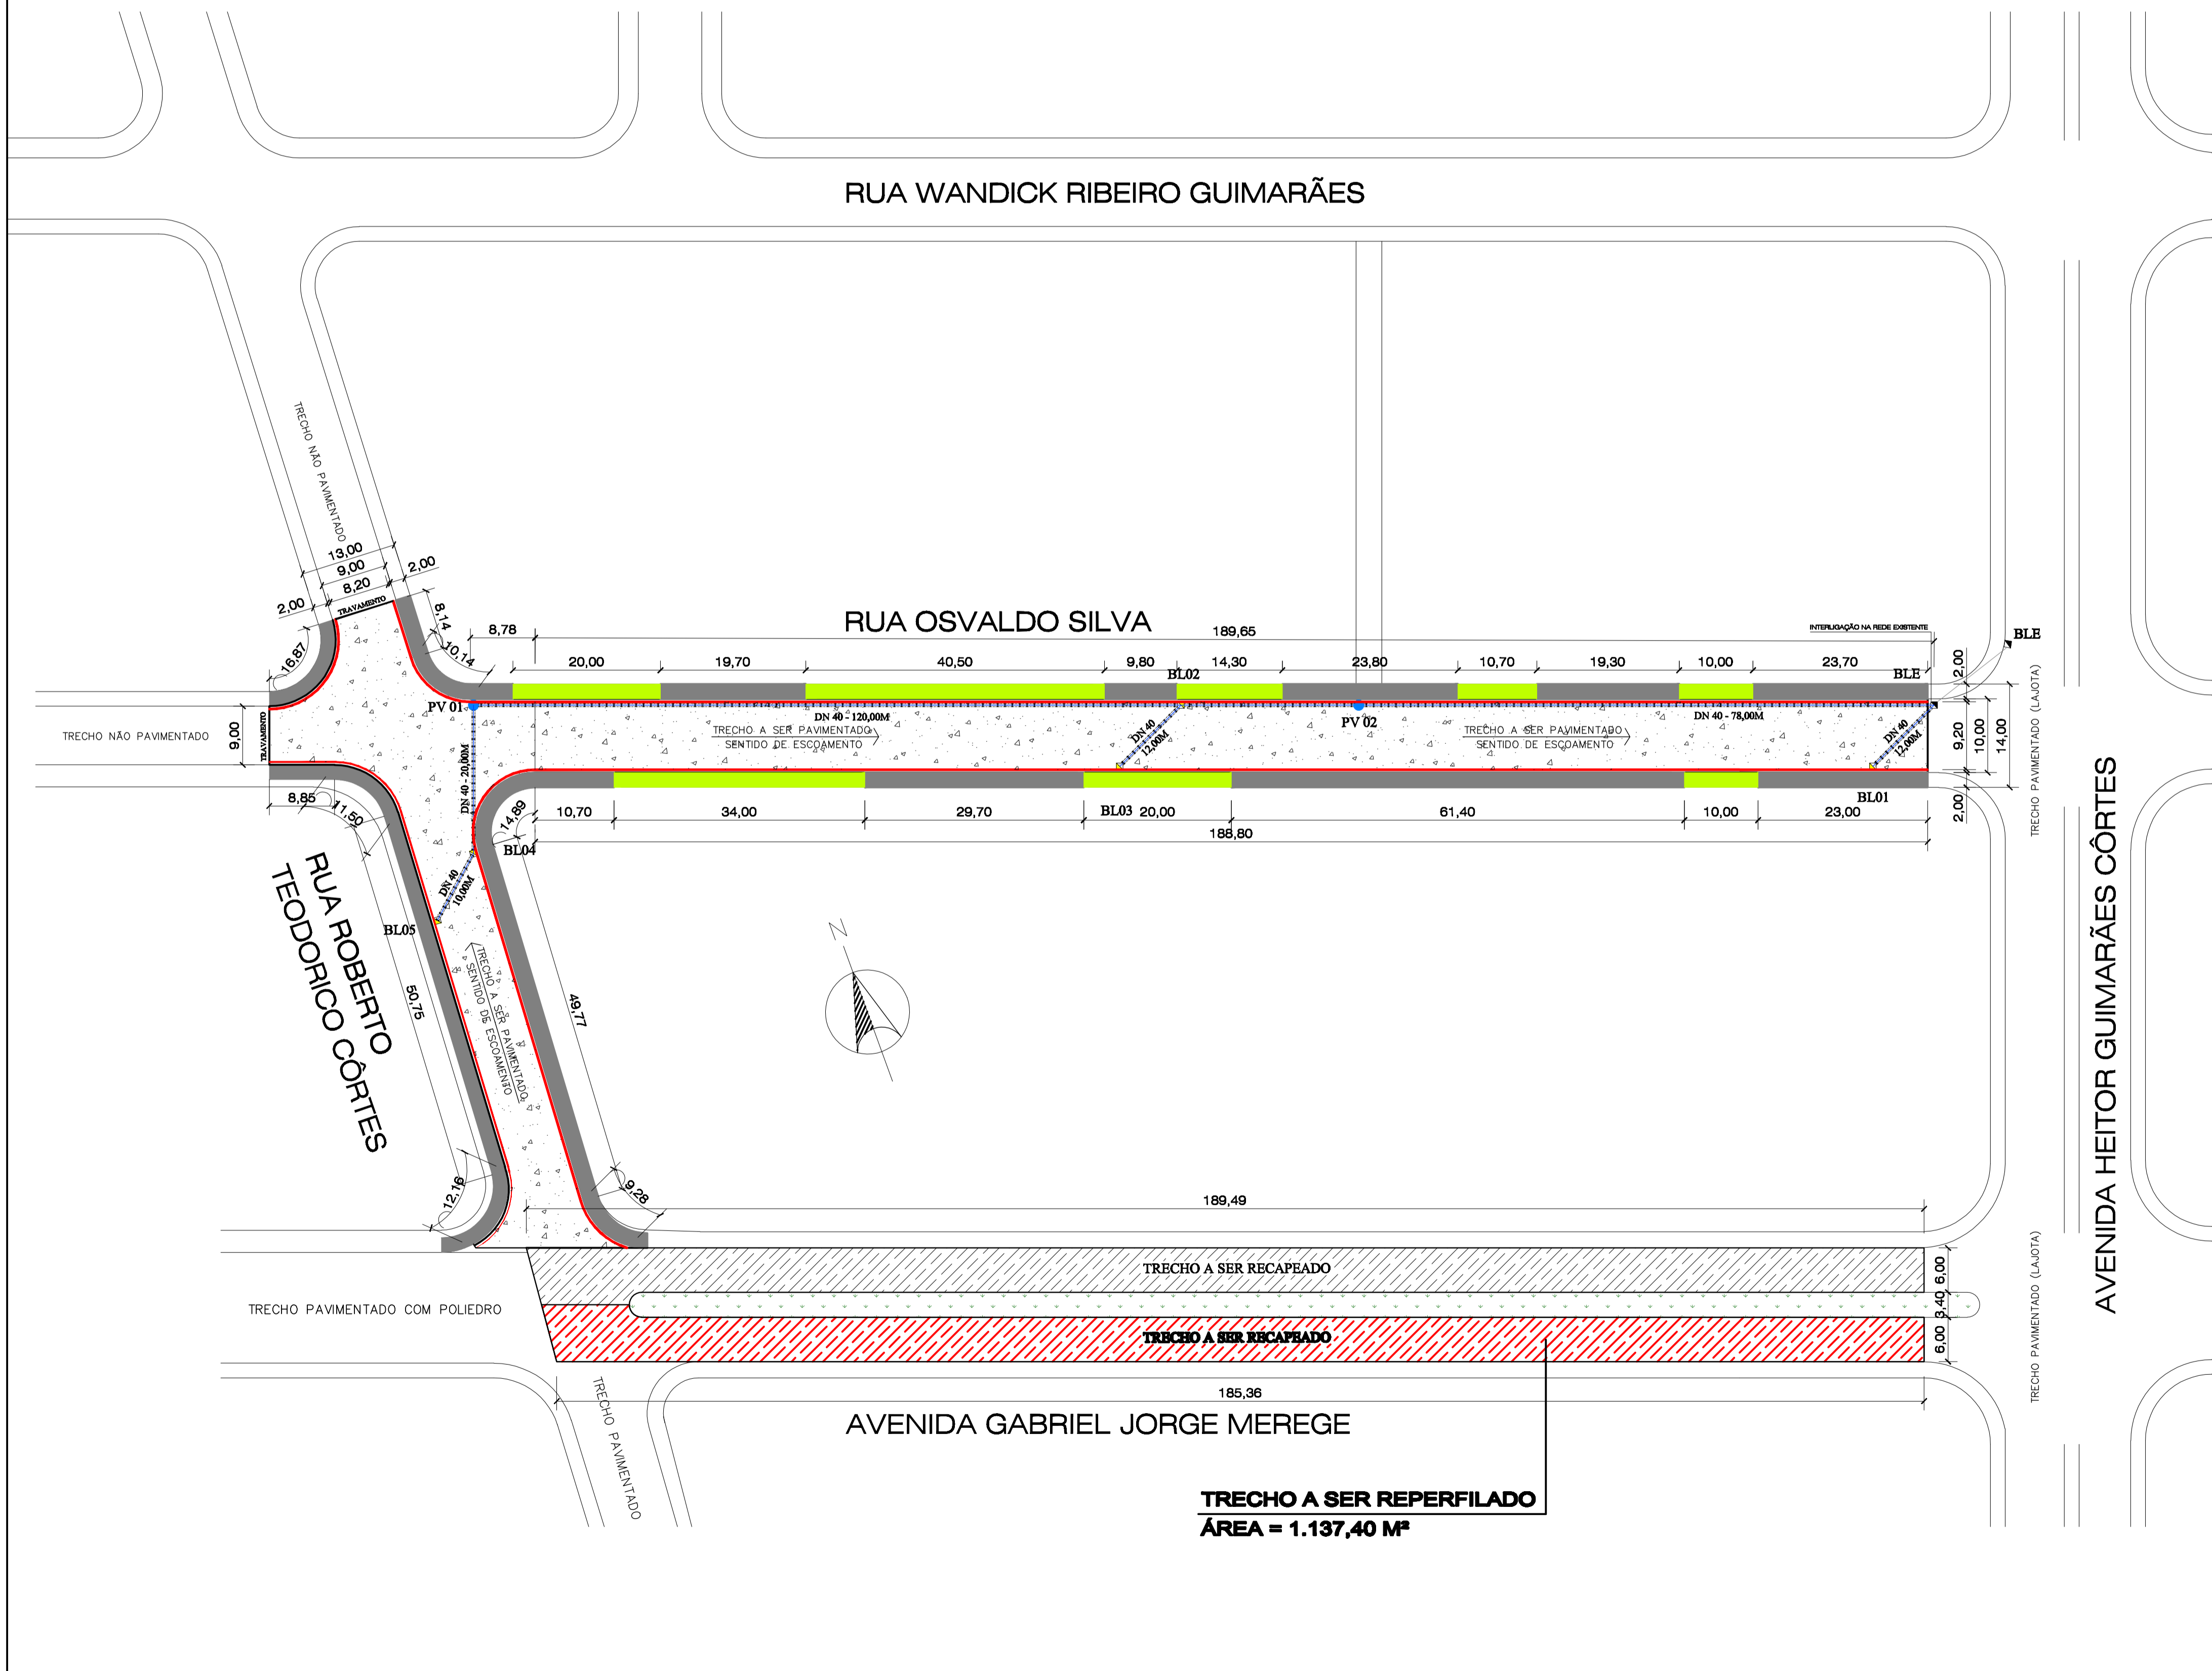 RUA WANDICK RIBEIRO GUIMARÃES
TRECHO NÃO PAVIMENTADO
13,00
9,00
8,20
2,00
2,00
TRAVAMENTO
16,87
8,14
10,14
8,78
RUA OSVALDO SILVA
189,65
INTERLIGAÇÃO NA REDE EXISTENTE
BLE
20,00
19,70
40,50
9,80
14,30
23,80
10,70
19,30
10,00
23,70
2,00
BL02
BLE
PV 01
DN 40 - 120,00M
PV 02
DN 40 - 78,00M
TRECHO NÃO PAVIMENTADO
9,00
TRAVAMENTO
TRECHO A SER PAVIMENTADO
SENTIDO DE ESCOAMENTO
DN 40
12,00M
TRECHO A SER PAVIMENTADO
SENTIDO DE ESCOAMENTO
DN 40
12,00M
9,20
10,00
14,00
TRECHO PAVIMENTADO (LAJOTA)
DN 40 - 20,00M
8,85
11,50
14,89
10,70
34,00
29,70
BL03
20,00
61,40
10,00
23,00
BL01
2,00
188,80
BL04
DN 40
10,00M
BL05
RUA ROBERTO
TEODORICO CÔRTES
50,75
TRECHO A SER PAVIMENTADO
SENTIDO DE ESCOAMENTO
49,77
N
AVENIDA HEITOR GUIMARÃES CÔRTES
12,16
9,28
189,49
TRECHO A SER RECAPEADO
6,00
TRECHO PAVIMENTADO COM POLIEDRO
3,40
TRECHO A SER RECAPEADO
6,00
TRECHO PAVIMENTADO (LAJOTA)
185,36
TRECHO PAVIMENTADO
AVENIDA GABRIEL JORGE MEREGE
TRECHO A SER REPERFILADO
ÁREA = 1.137,40 M²